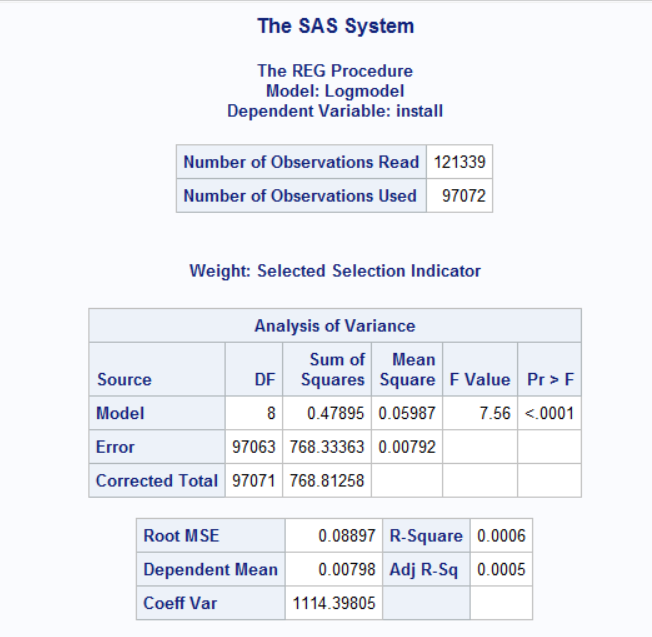 The SAS System
The REG Procedure
Model: Logmodel
Dependent Variable: install
Number of Observations Read 121339
Number of Observations Used 97072
Weight: Selected Selection Indicator
Analysis of Variance
Source DF Sum of Squares Mean Square F Value Pr > F
Model 8 0.47895 0.05987 7.56 <.0001
Error 97063 768.33363 0.00792
Corrected Total 97071 768.81258
Root MSE 0.08897 R-Square 0.0006
Dependent Mean 0.00798 Adj R-Sq 0.0005
Coeff Var 1114.39805